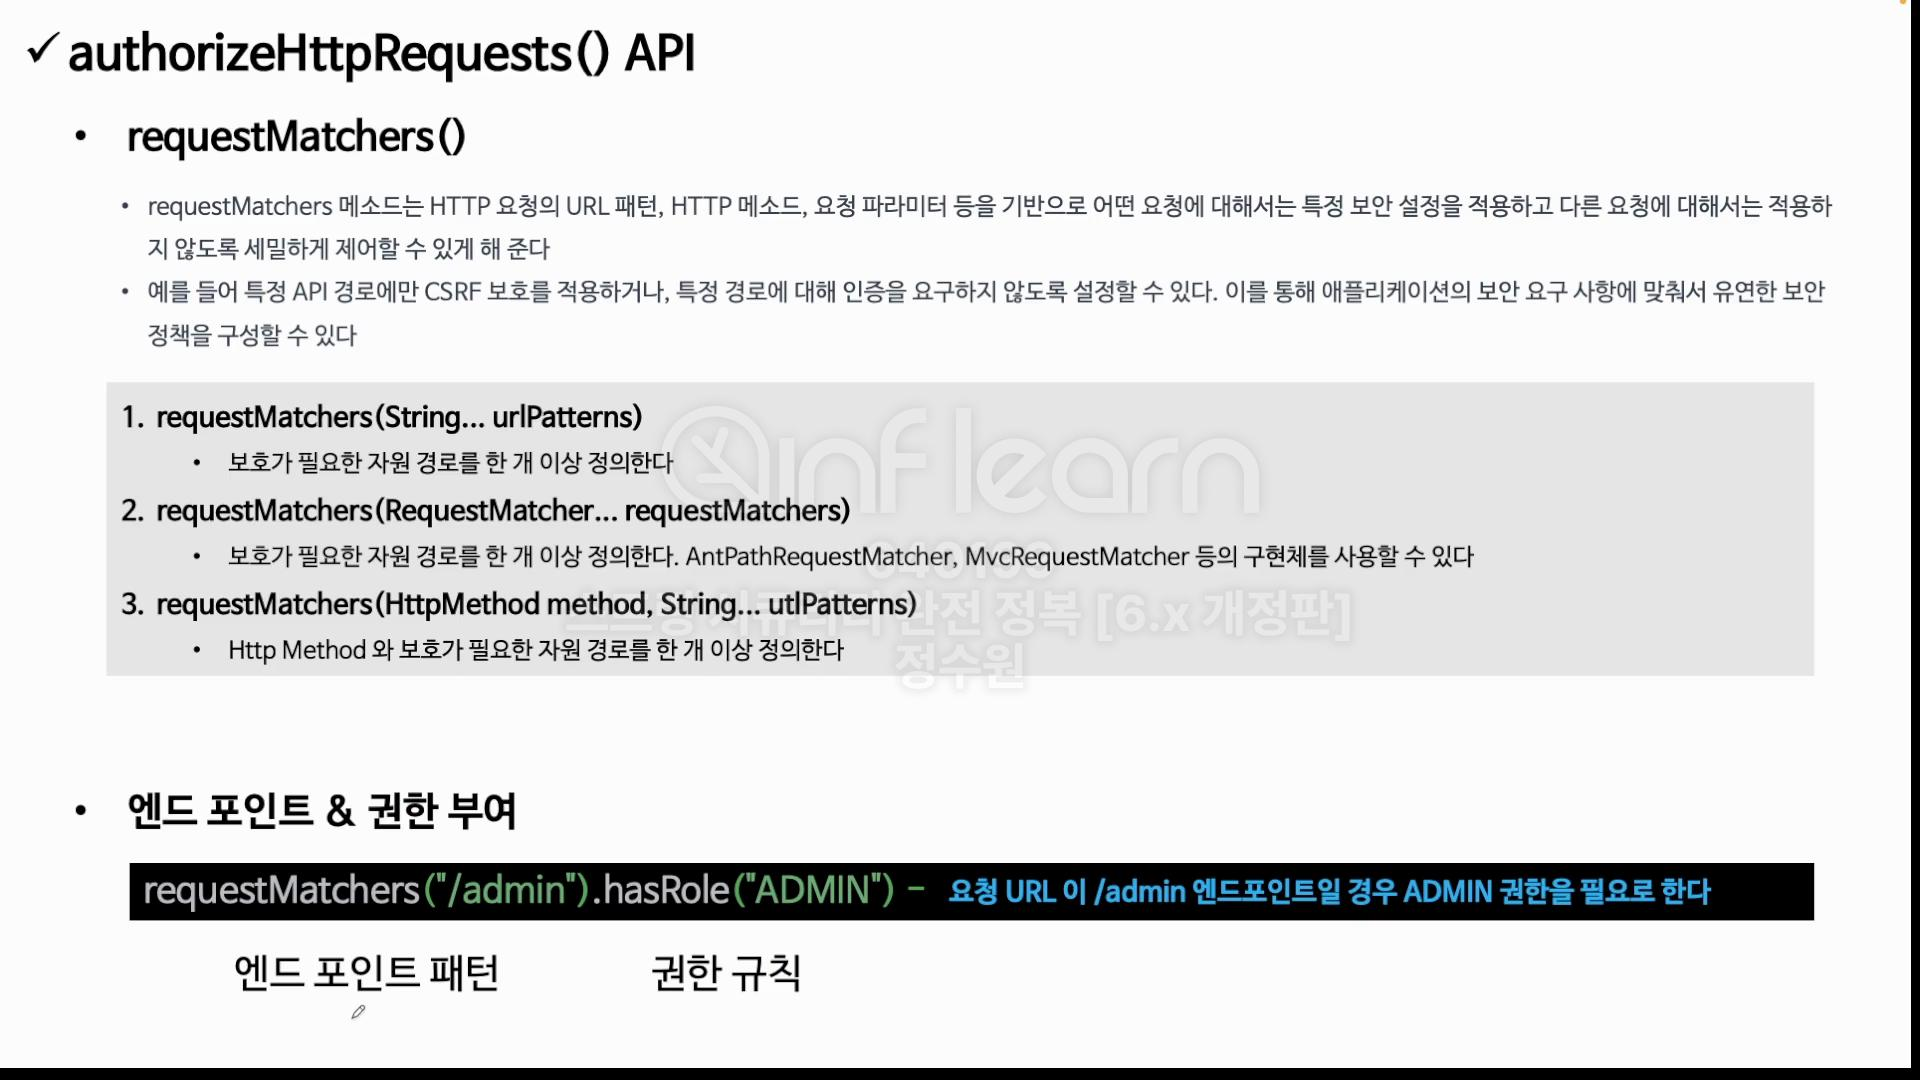 ✓ authorizeHttpRequests() API
• requestMatchers()
• requestMatchers 메소드는 HTTP 요청의 URL 패턴, HTTP 메소드, 요청 파라미터 등을 기반으로 어떤 요청에 대해서는 특정 보안 설정을 적용하고 다른 요청에 대해서는 적용하
지 않도록 세밀하게 제어할 수 있게 해 준다
• 예를 들어 특정 API 경로에만 CSRF 보호를 적용하거나, 특정 경로에 대해 인증을 요구하지 않도록 설정할 수 있다. 이를 통해 애플리케이션의 보안 요구 사항에 맞춰서 유연한 보안
정책을 구성할 수 있다
1. requestMatchers(String... urlPatterns)
• 보호가 필요한 자원 경로를 한 개 이상 정의한다
inflearn
2. requestMatchers(RequestMatcher... requestMatchers)
• 보호가 필요한 자원 경로를 한 개 이상 정의한다. AntPathRequestMatcher, MvcRequestMatcher 등의 구현체를 사용할 수 있다
3. requestMatchers(HttpMethod method, String... utlPatterns)
스프링 시큐리티 완전 정복 [6.x 개정판]
• Http Method 와 보호가 필요한 자원 경로를 한 개 이상 정의한다
정수원
• 엔드 포인트 & 권한 부여
requestMatchers("/admin").hasRole("ADMIN") – 요청 URL 이 /admin 엔드포인트일 경우 ADMIN 권한을 필요로 한다
엔드 포인트 패턴 권한 규칙